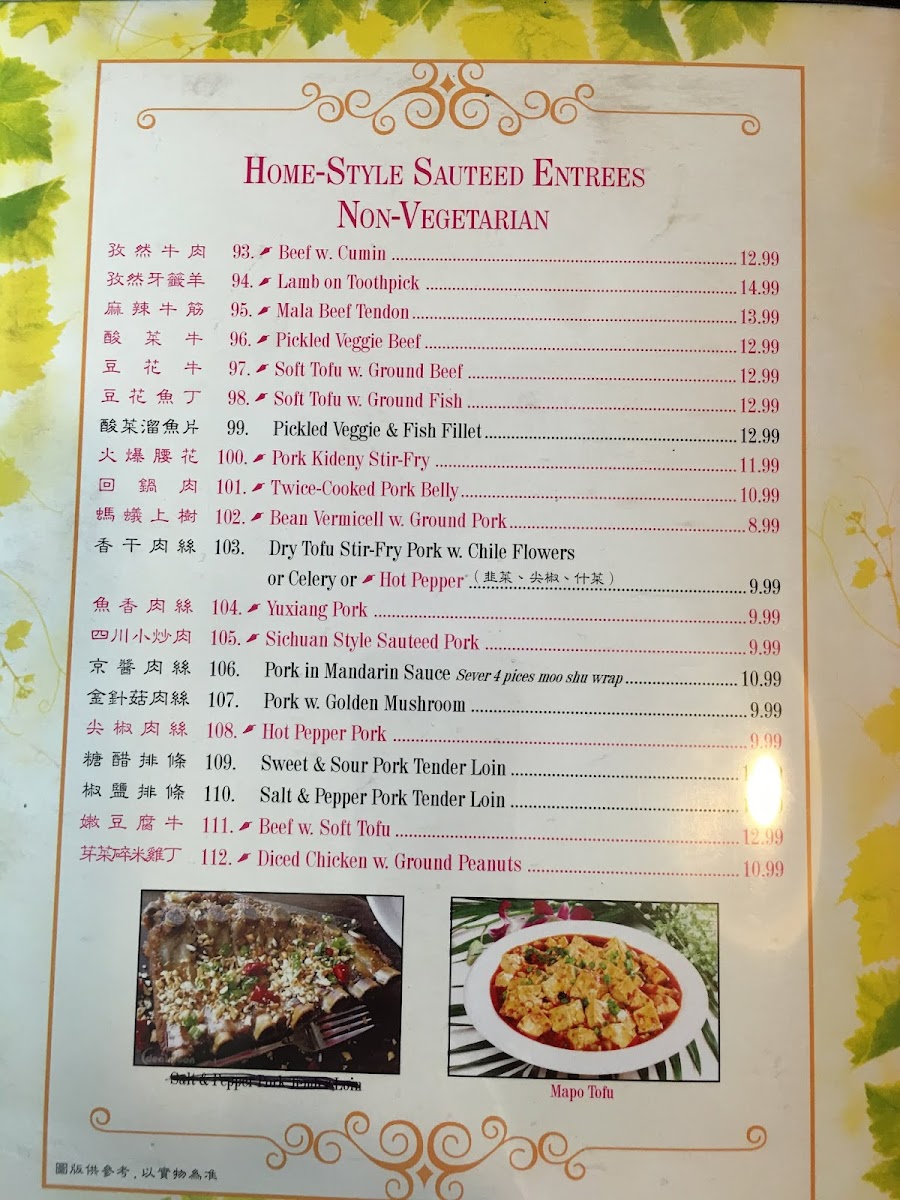 HOME-STYLE SAUTEED ENTREES
NON-VEGETARIAN
孜然牛肉 93. Beef w. Cumin 12.99
孜然牙籤羊 94. Lamb on Toothpick 14.99
麻辣牛筋 95. Mala Beef Tendon 13.99
酸菜牛 96. Pickled Veggie Beef 12.99
豆花牛 97. Soft Tofu w. Ground Beef 12.99
豆花魚丁 98. Soft Tofu w. Ground Fish 12.99
酸菜溜魚片 99. Pickled Veggie & Fish Fillet 12.99
火爆腰花 100. Pork Kideny Stir-Fry 11.99
回鍋肉 101. Twice-Cooked Pork Belly 10.99
螞蟻上樹 102. Bean Vermicell w. Ground Pork 8.99
香干肉絲 103. Dry Tofu Stir-Fry Pork w. Chile Flowers
or Celery or Hot Pepper (韭菜、尖椒、什菜) 9.99
魚香肉絲 104. Yuxiang Pork 9.99
四川小炒肉 105. Sichuan Style Sauteed Pork 9.99
京醬肉絲 106. Pork in Mandarin Sauce Sever 4 pices moo shu wrap 10.99
金針菇肉絲 107. Pork w. Golden Mushroom 9.99
尖椒肉絲 108. Hot Pepper Pork 9.99
糖醋排條 109. Sweet & Sour Pork Tender Loin
椒鹽排條 110. Salt & Pepper Pork Tender Loin
嫩豆腐牛 111. Beef w. Soft Tofu 12.99
芽菜碎米雞丁 112. Diced Chicken w. Ground Peanuts 10.99
Salt & Pepper Pork Tender Loin
Mapo Tofu
圖版供參考，以實物為准